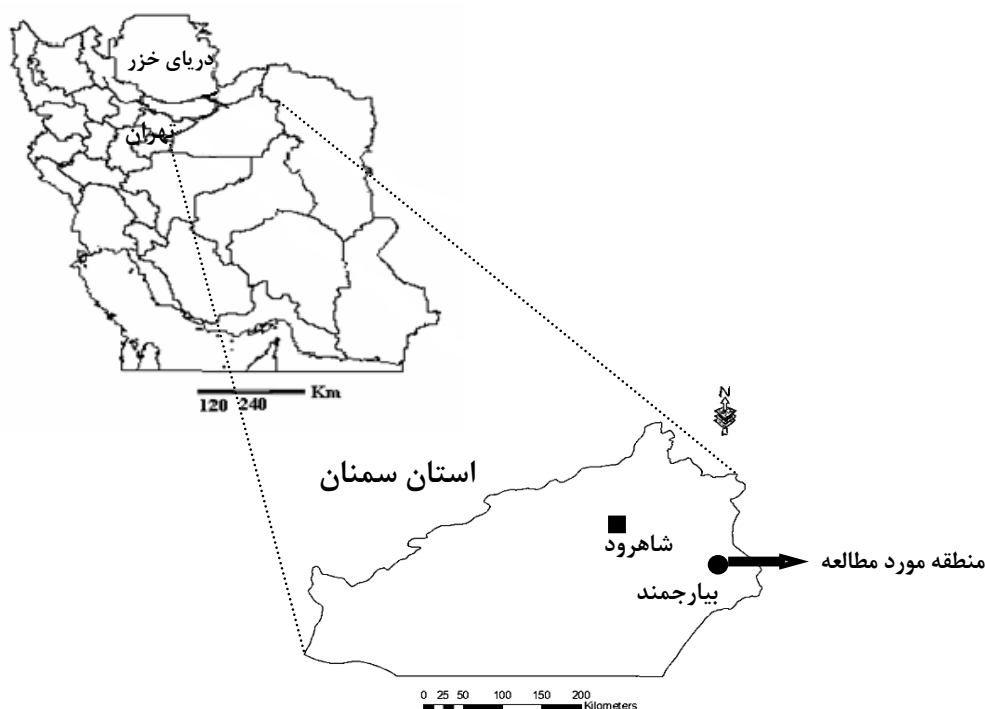 دریای خزر
تهران
120 240 Km
N
استان سمنان
شاهرود
منطقه مورد مطالعه
بیارجمند
0 25 50 100 150 200
Kilometers